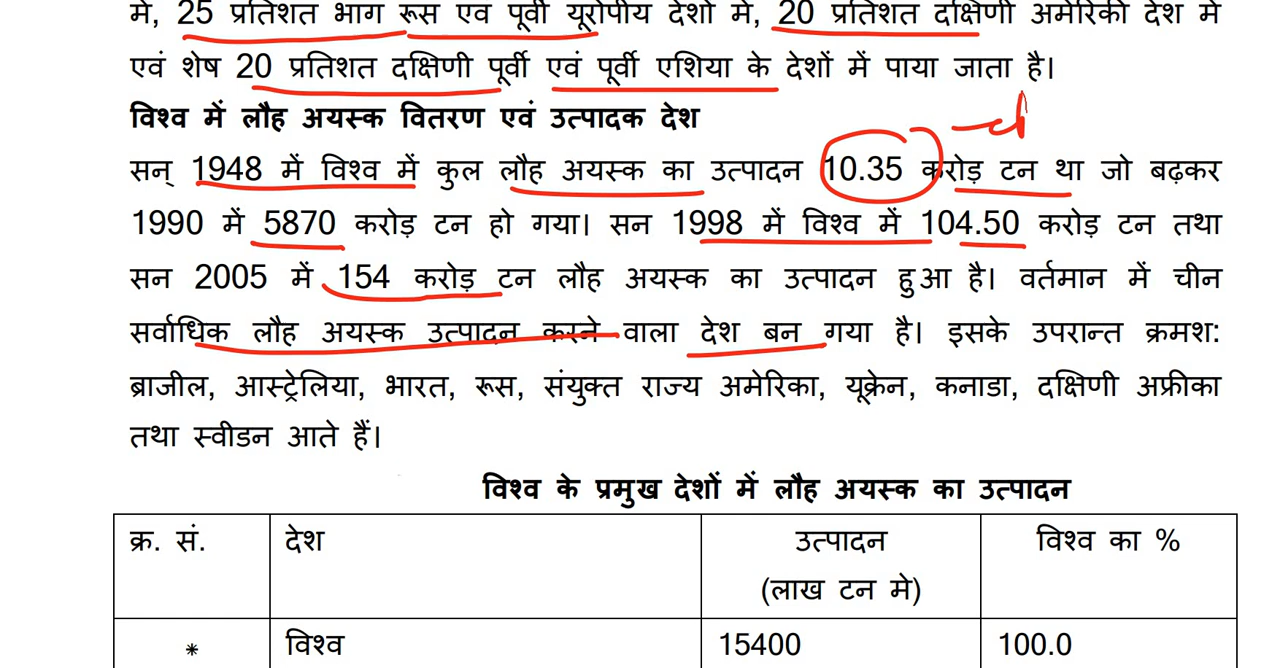 में, 25 प्रतिशत भाग रूस एवं पूर्वी यूरोपीय देशों में, 20 प्रतिशत दक्षिणी अमेरिकी देश में
एवं शेष 20 प्रतिशत दक्षिणी पूर्वी एवं पूर्वी एशिया के देशों में पाया जाता है।
विश्व में लौह अयस्क वितरण एवं उत्पादक देश
सन् 1948 में विश्व में कुल लौह अयस्क का उत्पादन 10.35 करोड़ टन था जो बढ़कर
1990 में 5870 करोड़ टन हो गया। सन 1998 में विश्व में 104.50 करोड़ टन तथा
सन 2005 में 154 करोड़ टन लौह अयस्क का उत्पादन हुआ है। वर्तमान में चीन
सर्वाधिक लौह अयस्क उत्पादन करने वाला देश बन गया है। इसके उपरान्त क्रमश:
ब्राजील, आस्ट्रेलिया, भारत, रूस, संयुक्त राज्य अमेरिका, यूक्रेन, कनाडा, दक्षिणी अफ्रीका
तथा स्वीडन आते हैं।
विश्व के प्रमुख देशों में लौह अयस्क का उत्पादन
क्र. सं. देश उत्पादन विश्व का %
(लाख टन मे)
* विश्व 15400 100.0